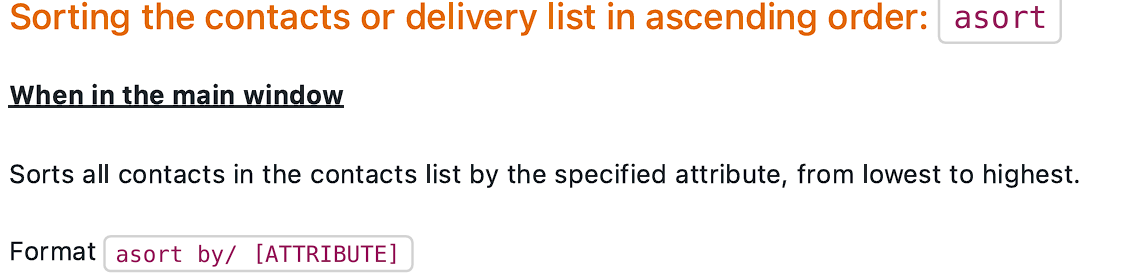 Sorting the contacts or delivery list in ascending order: asort
When in the main window
Sorts all contacts in the contacts list by the specified attribute, from lowest to highest.
Format asort by/ [ATTRIBUTE]